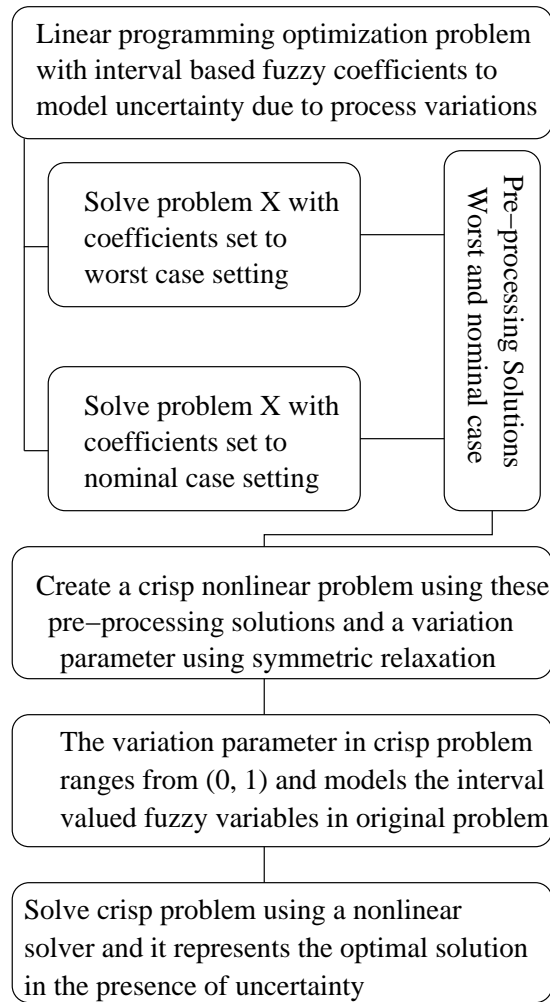 Linear programming optimization problem
with interval based fuzzy coefficients to
model uncertainty due to process variations
Solve problem X with
coefficients set to
worst case setting
Pre−processing Solutions
Worst and nominal case
Solve problem X with
coefficients set to
nominal case setting
Create a crisp nonlinear problem using these
pre−processing solutions and a variation
parameter using symmetric relaxation
The variation parameter in crisp problem
ranges from (0, 1) and models the interval
valued fuzzy variables in original problem
Solve crisp problem using a nonlinear
solver and it represents the optimal solution
in the presence of uncertainty